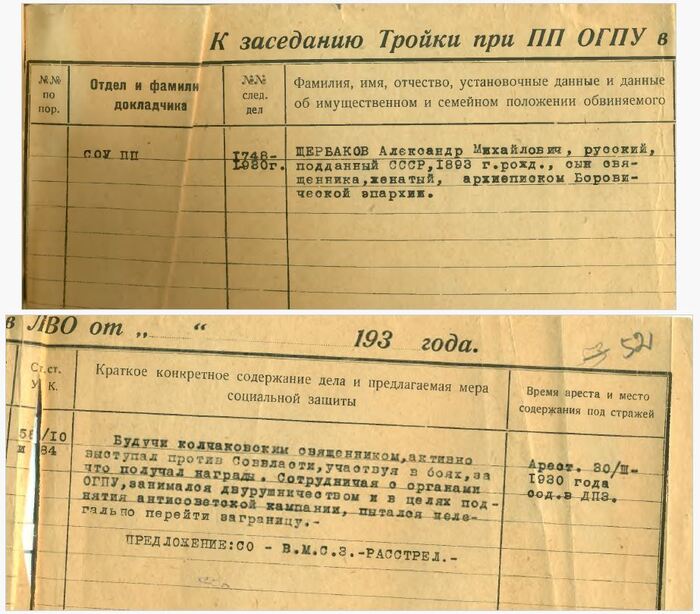 К заседанию Тройки при ПП ОГПУ в
№№
по
пор.
Отдел и фамили
докладчика
№№
след.
дел
Фамилия, имя, отчество, установочные данные и данные
об имущественном и семейном положении обвиняемого
СОУ ПП
1748-
1930г.
ЩЕРБАКОВ Александр Михайлович, русский,
подданный СССР,1893 г.рожд., сын свя-
щенника,женатый, архиепископ Борови-
ческой эпархии.
в ЛВО от „ “ 193 года.
521
Ст.ст.
У. К.
Краткое конкретное содержание дела и предлагаемая мера
социальной защиты
Время ареста и место
содержания под стражей
58/10
и 84
Будучи колчаковским священником,активно
выступал против Соввласти,участвуя в боях,за
что получал награды. Сотрудничая с органами
ОГПУ,занимался двурушничеством и в целях под-
нятия антисоветской кампании, пытался неле-
гально перейти заграницу.-
ПРЕДЛОЖЕНИЕ:СО - В.М.С.З.-РАССТРЕЛ.-
Арест. 30/Ш-
1930 года
сод.в ДПЗ.